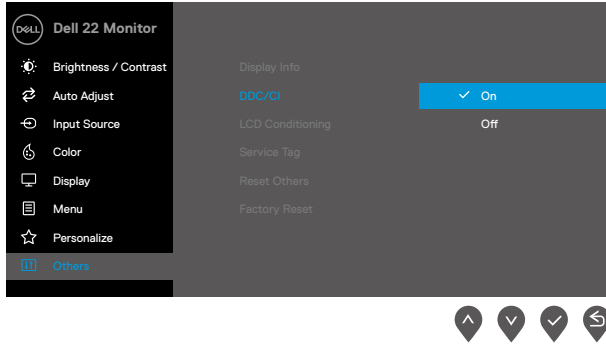 DELL Dell 22 Monitor
Brightness / Contrast
Display Info
Auto Adjust
DDC/CI
On
Input Source
LCD Conditioning
Off
Color
Service Tag
Display
Reset Others
Menu
Factory Reset
Personalize
Others